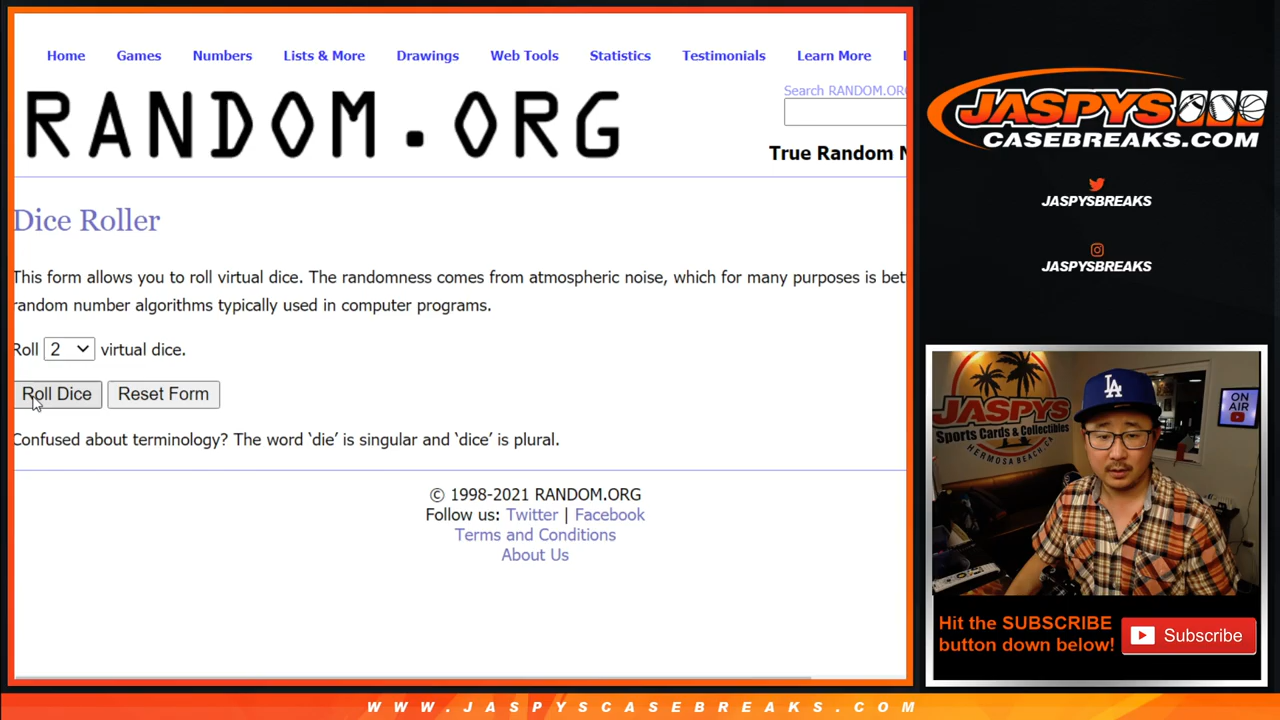 Home Games Numbers Lists & More Drawings Web Tools Statistics Testimonials Learn More
RANDOM.ORG
Search RANDOM.ORG
True Random N
Dice Roller
This form allows you to roll virtual dice. The randomness comes from atmospheric noise, which for many purposes is bet
random number algorithms typically used in computer programs.
Roll 2 virtual dice.
Roll Dice Reset Form
Confused about terminology? The word ‘die’ is singular and ‘dice’ is plural.
© 1998-2021 RANDOM.ORG
Follow us: Twitter | Facebook
Terms and Conditions
About Us
JASPYS
CASEBREAKS.COM
JASPYSBREAKS
JASPYSBREAKS
JASPYS
Sports Cards & Collectibles
HERMOSA BEACH, CA
LA
ON
AIR
Hit the SUBSCRIBE
button down below!
Subscribe
WWW.JASPYSCASEBREAKS.COM